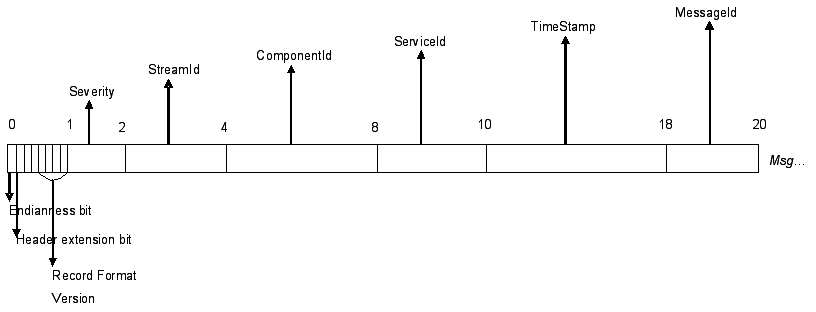 MessageId
TimeStamp
ServiceId
ComponentId
StreamId
Severity
0 1 2 4 8 10 18 20
Msg...
Endianness bit
Header extension bit
Record Format
Version